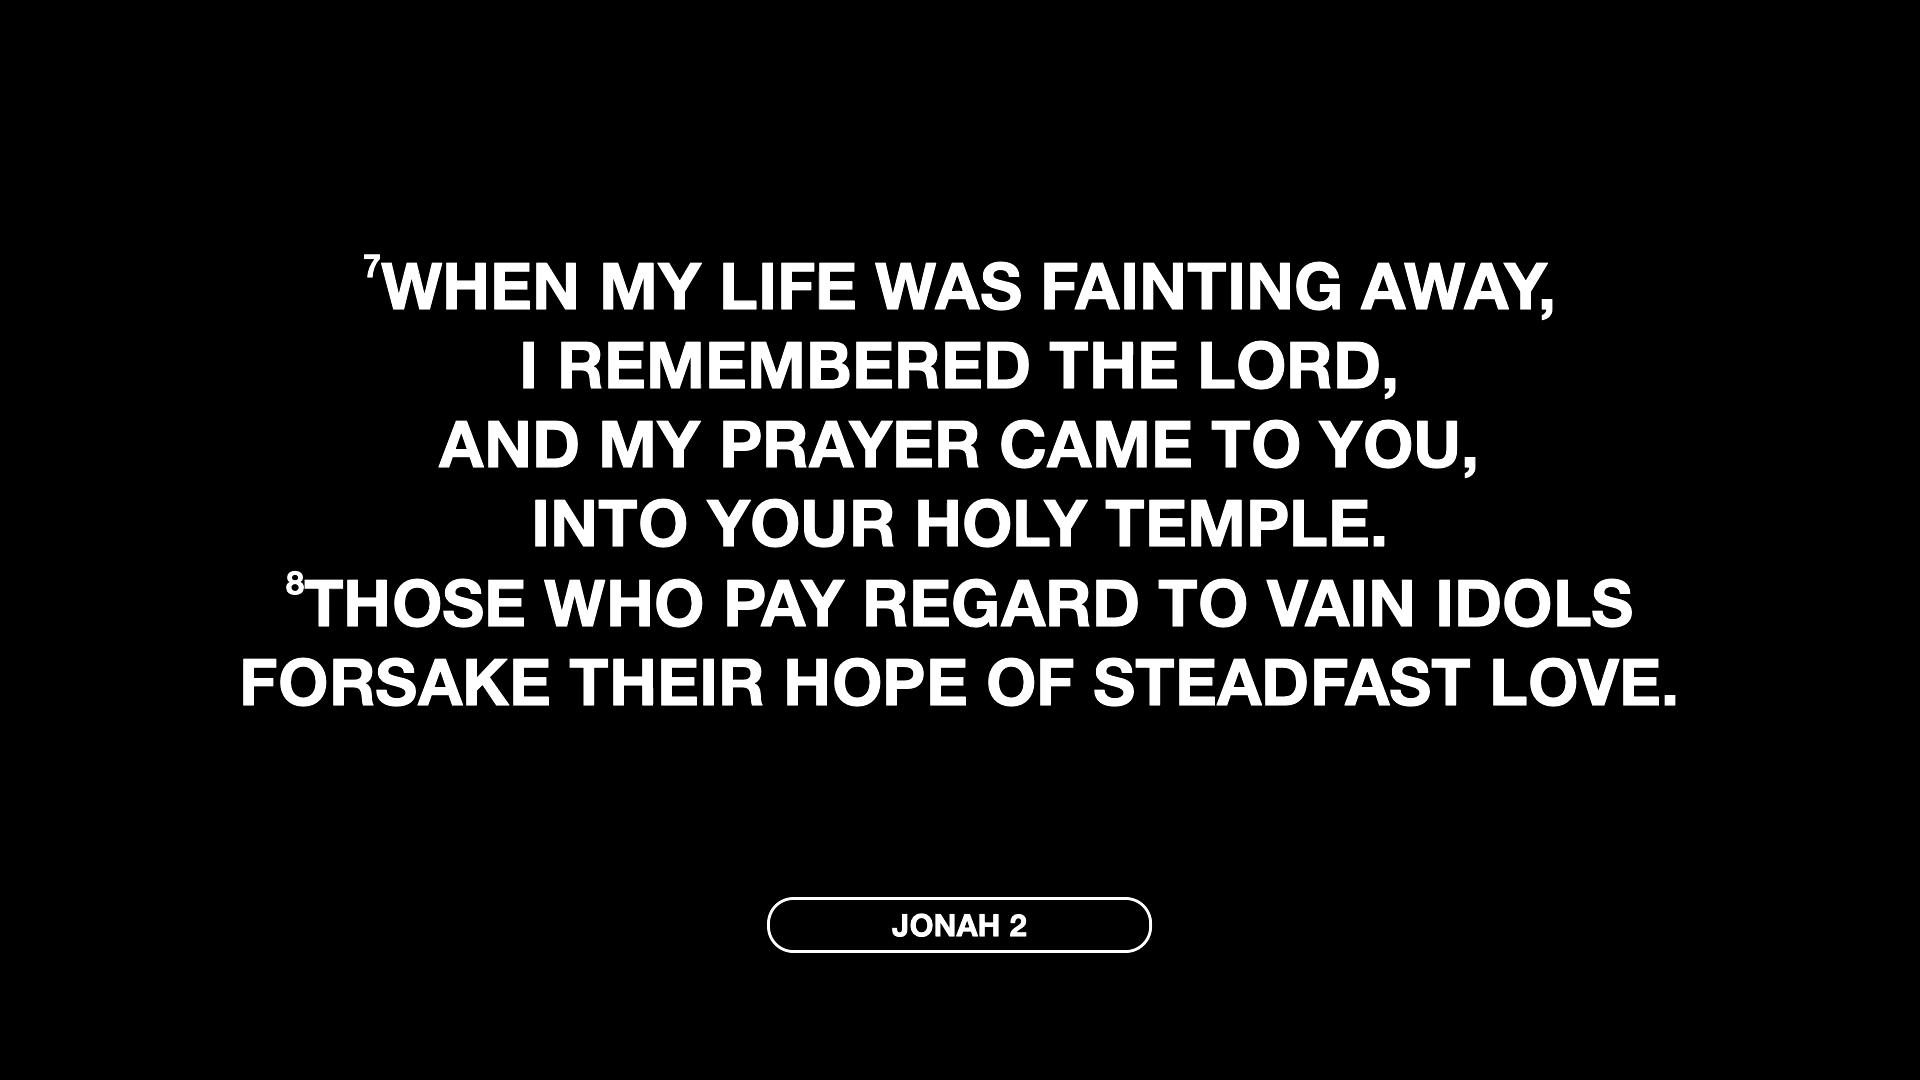 ⁷WHEN MY LIFE WAS FAINTING AWAY,
I REMEMBERED THE LORD,
AND MY PRAYER CAME TO YOU,
INTO YOUR HOLY TEMPLE.
⁸THOSE WHO PAY REGARD TO VAIN IDOLS
FORSAKE THEIR HOPE OF STEADFAST LOVE.
JONAH 2